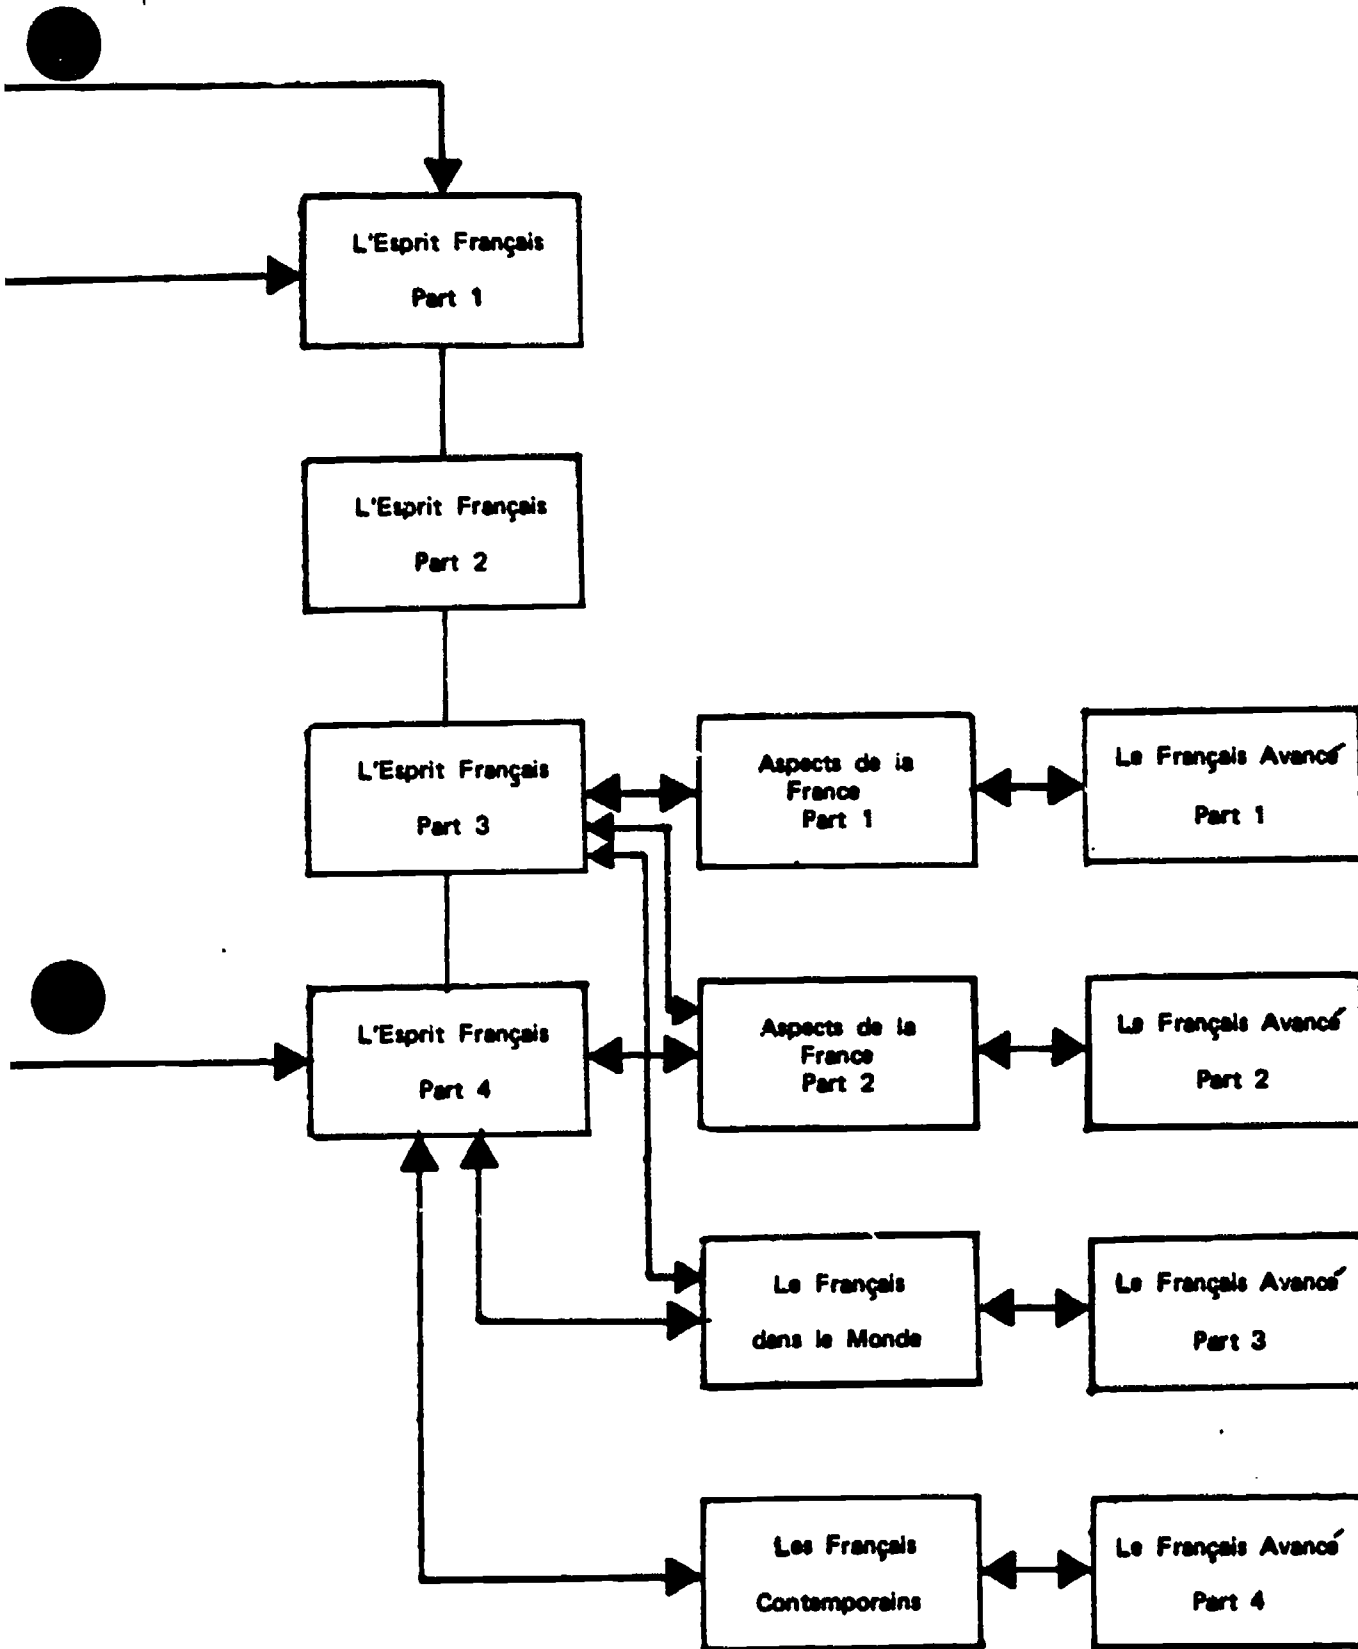 L'Esprit Français
Part 1
L'Esprit Français
Part 2
L'Esprit Français
Part 3
Aspects de la
France
Part 1
Le Français Avancé
Part 1
L'Esprit Français
Part 4
Aspects de la
France
Part 2
Le Français Avancé
Part 2
Le Français
dans le Monde
Le Français Avancé
Part 3
Les Français
Contemporains
Le Français Avancé
Part 4